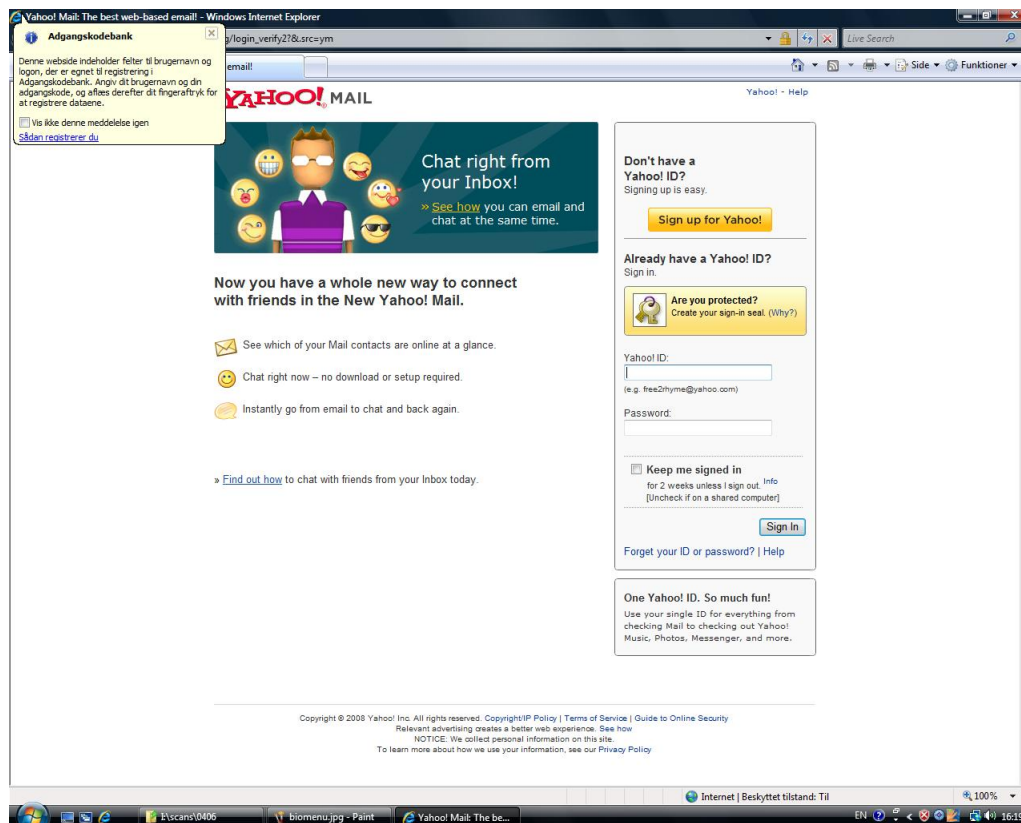 Yahoo! Mail: The best web-based email! - Windows Internet Explorer
Adgangskodebank
Denne webside indeholder felter til brugernavn og
logon, der er egnet til registrering i
Adgangskodebank. Angiv dit brugernavn og din
adgangskode, og aflæs derefter dit fingeraftryk for
at registrere dataene.
Vis ikke denne meddelelse igen
Sådan registrerer du
/login_verify2?&.src=ym
Live Search
email!
Side
Funktioner
YAHOO! MAIL
Yahoo! - Help
Chat right from
your Inbox!
» See how you can email and
chat at the same time.
Now you have a whole new way to connect
with friends in the New Yahoo! Mail.
See which of your Mail contacts are online at a glance.
Chat right now – no download or setup required.
Instantly go from email to chat and back again.
» Find out how to chat with friends from your Inbox today.
Don't have a
Yahoo! ID?
Signing up is easy.
Sign up for Yahoo!
Already have a Yahoo! ID?
Sign in.
Are you protected?
Create your sign-in seal. (Why?)
Yahoo! ID:
(e.g. free2rhyme@yahoo.com)
Password:
Keep me signed in
for 2 weeks unless I sign out. Info
[Uncheck if on a shared computer]
Sign In
Forget your ID or password? | Help
One Yahoo! ID. So much fun!
Use your single ID for everything from
checking Mail to checking out Yahoo!
Music, Photos, Messenger, and more.
Copyright © 2008 Yahoo! Inc. All rights reserved. Copyright/IP Policy | Terms of Service | Guide to Online Security
Relevant advertising creates a better web experience. See how
NOTICE: We collect personal information on this site.
To learn more about how we use your information, see our Privacy Policy
Internet | Beskyttet tilstand: Til
100%
I:\scans\0406
biomenu.jpg - Paint
Yahoo! Mail: The be...
EN
16:19